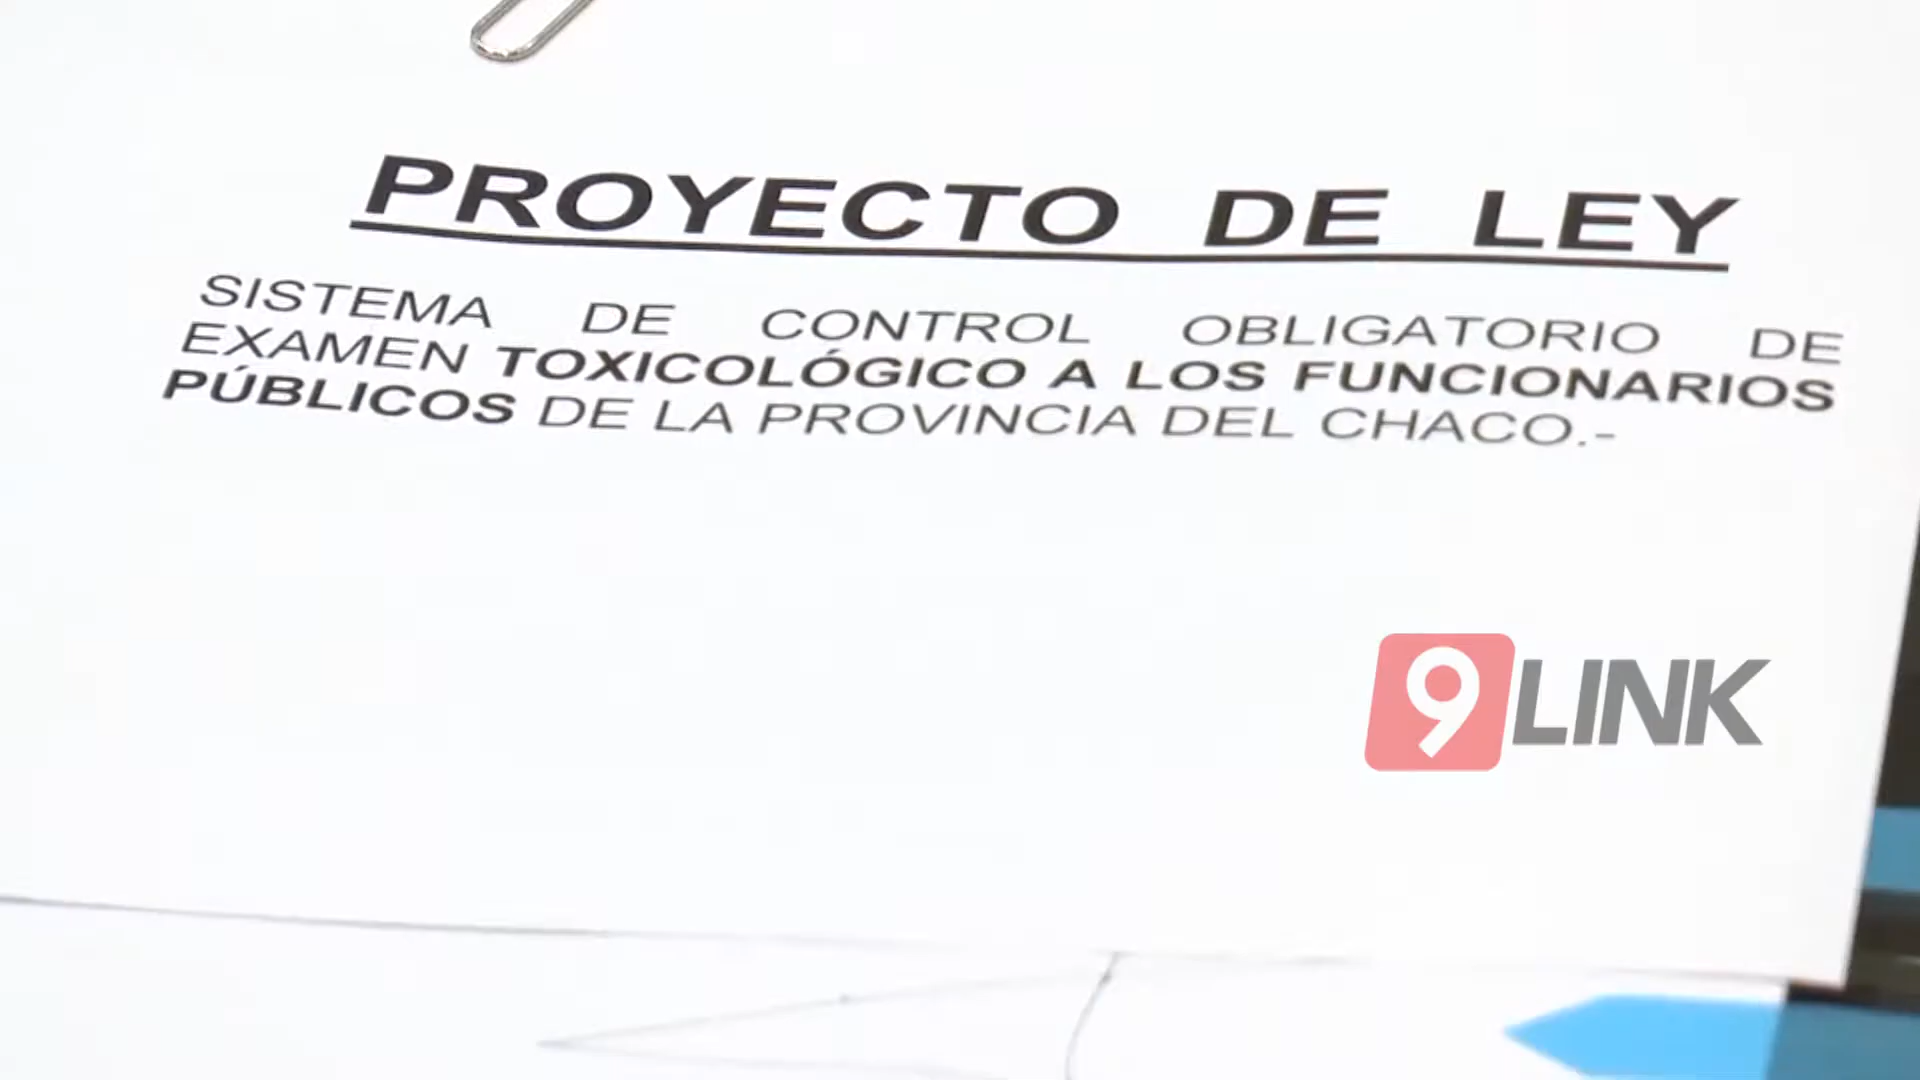 PROYECTO DE LEY
SISTEMA DE CONTROL OBLIGATORIO DE
EXAMEN TOXICOLÓGICO A LOS FUNCIONARIOS
PÚBLICOS DE LA PROVINCIA DEL CHACO.-
9LINK